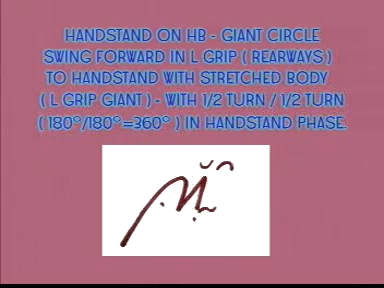 HANDSTAND ON HB - GIANT CIRCLE
SWING FORWARD IN L GRIP ( REARWAYS )
TO HANDSTAND WITH STRETCHED BODY
( L GRIP GIANT ) - WITH 1/2 TURN / 1/2 TURN
( 180°/180°=360° ) IN HANDSTAND PHASE.